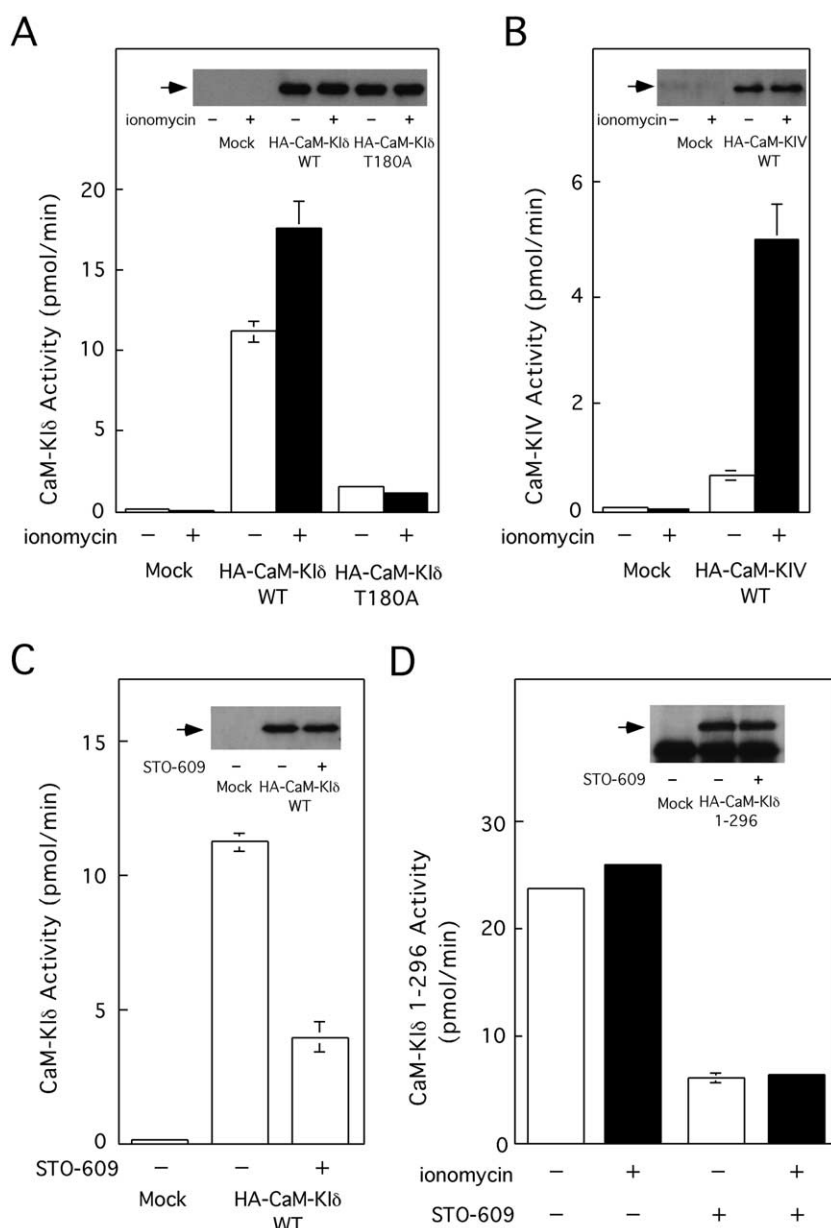 A
ionomycin − + − + − +
Mock HA-CaM-KIδ HA-CaM-KIδ
WT T180A
20
15
10
5
0
CaM-KIδ Activity (pmol/min)
ionomycin − + − + − +
Mock HA-CaM-KIδ HA-CaM-KIδ
WT T180A
B
ionomycin − + − +
Mock HA-CaM-KIV
WT
6
4
2
0
CaM-KIV Activity (pmol/min)
ionomycin − + − +
Mock HA-CaM-KIV
WT
C
STO-609 − − +
Mock HA-CaM-KIδ
WT
15
10
5
0
CaM-KIδ Activity (pmol/min)
STO-609 − − +
Mock HA-CaM-KIδ
WT
D
STO-609 − − +
Mock HA-CaM-KIδ
1-296
30
20
10
0
CaM-KIδ 1-296 Activity
(pmol/min)
ionomycin − + − +
STO-609 − − + +